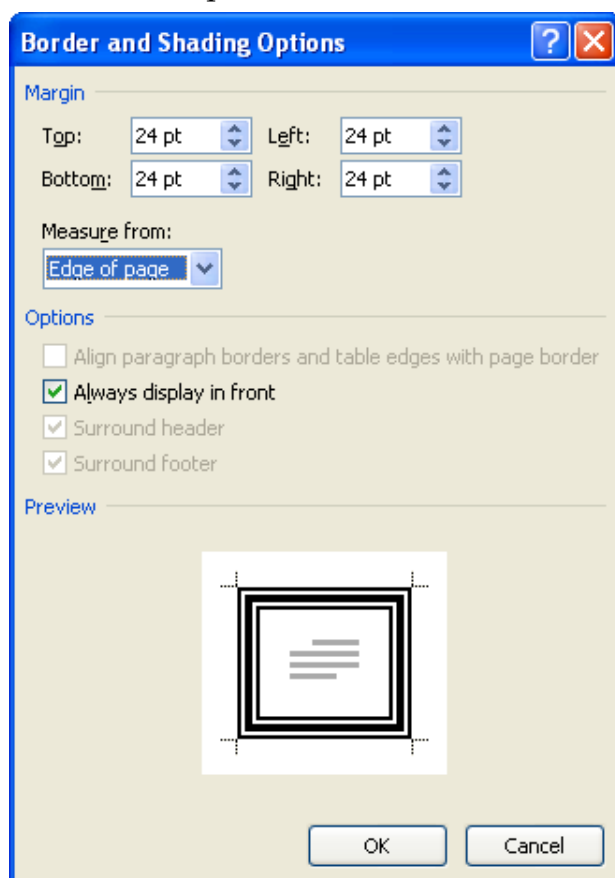 Border and Shading Options
Margin
Top: 24 pt Left: 24 pt
Bottom: 24 pt Right: 24 pt
Measure from:
Edge of page
Options
Align paragraph borders and table edges with page border
Always display in front
Surround header
Surround footer
Preview
OK Cancel